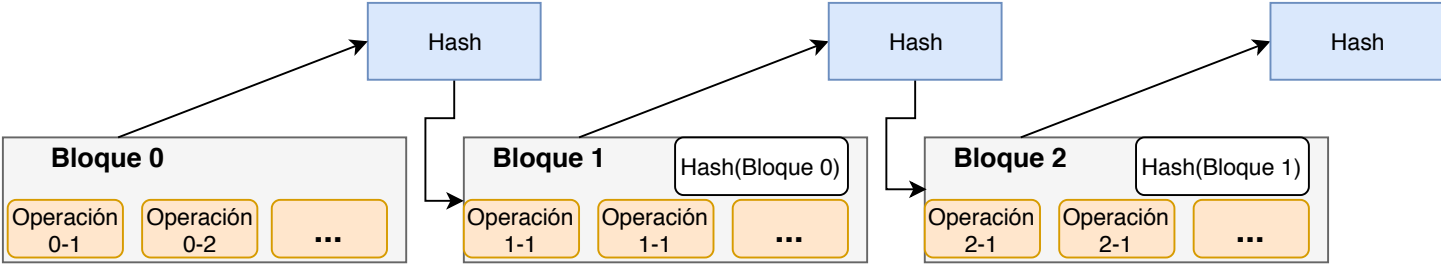 Hash
Hash
Hash
Bloque 0
Bloque 1
Hash(Bloque 0)
Bloque 2
Hash(Bloque 1)
Operación
0-1
Operación
0-2
...
Operación
1-1
Operación
1-1
...
Operación
2-1
Operación
2-1
...